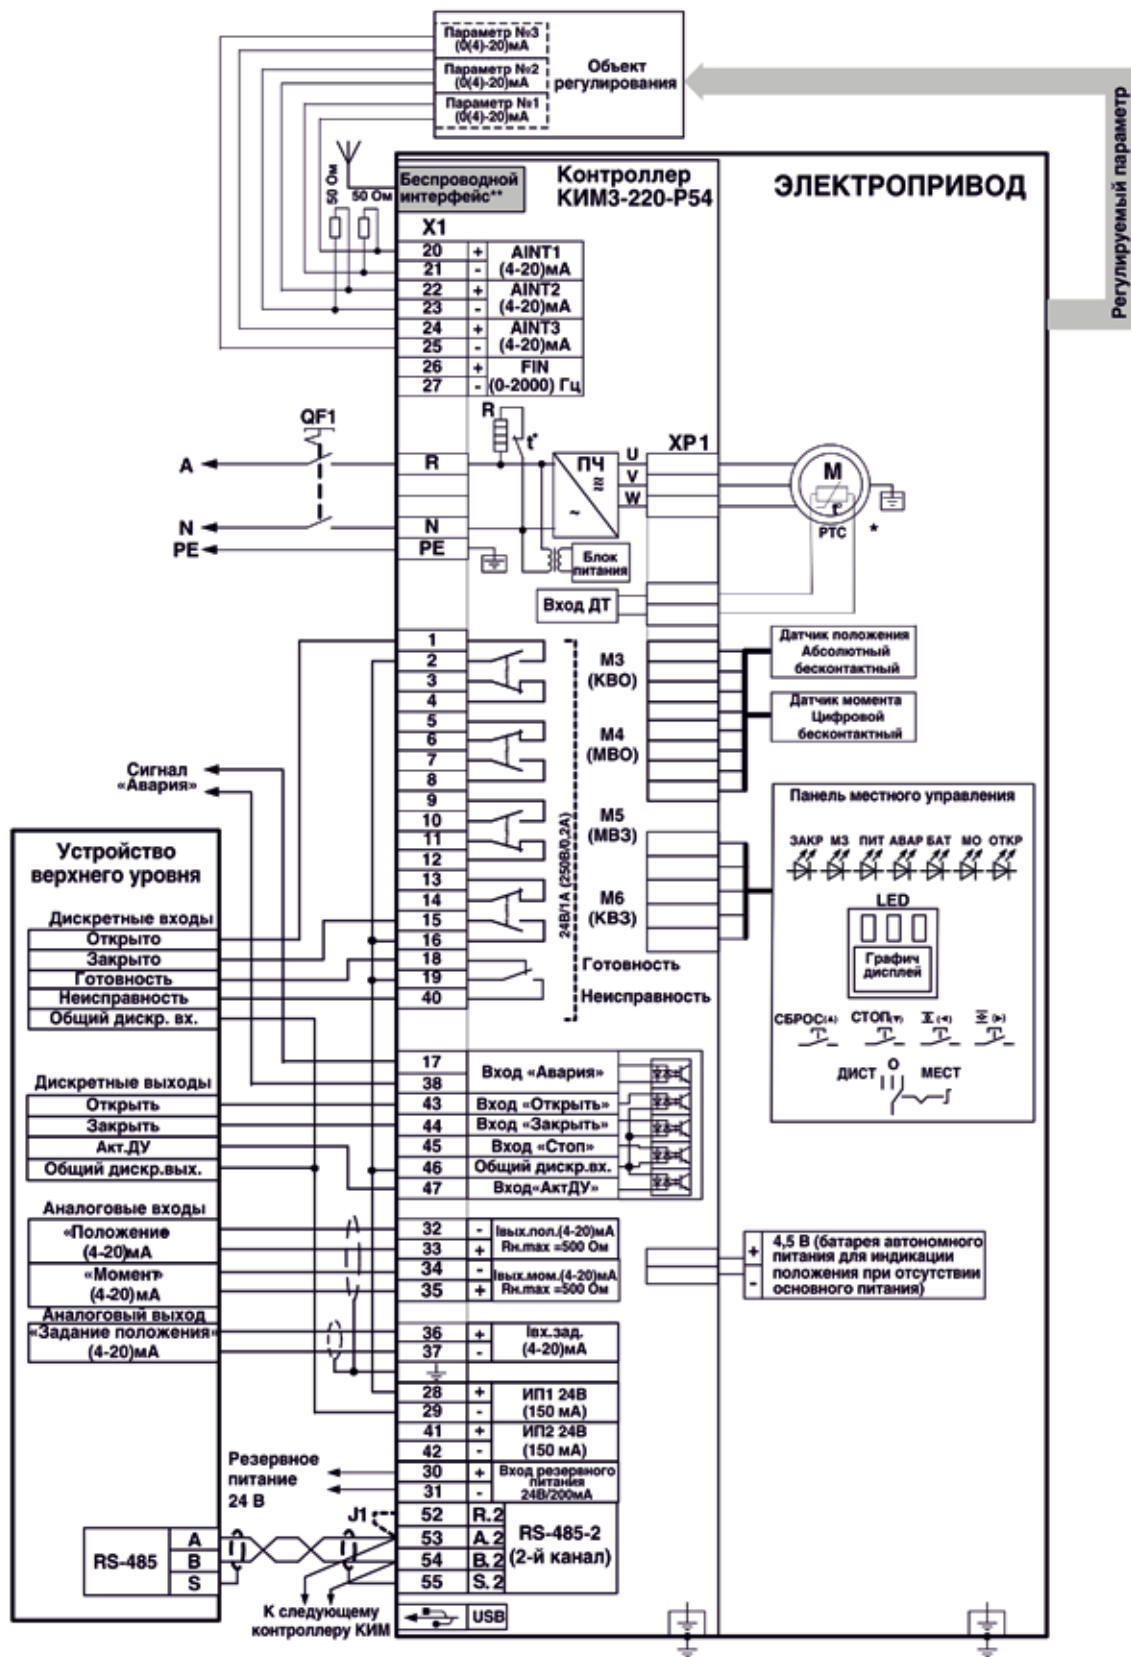 Параметр №3
(0(4)-20)мА
Параметр №2
(0(4)-20)мА
Параметр №1
(0(4)-20)мА
Объект
регулирования
Регулируемый параметр
50 Ом
50 Ом
Беспроводной
интерфейс**
Контроллер
КИМ3-220-Р54
ЭЛЕКТРОПРИВОД
X1
20 + AINT1
21 - (4-20)мА
22 + AINT2
23 - (4-20)мА
24 + AINT3
25 - (4-20)мА
26 + FIN
27 - (0-2000) Гц
QF1
A
N
PE
R
N
PE
R
t°
ПЧ
~
U
V
W
XP1
M
t°
РТС
*
Блок
питания
Вход ДТ
1
2
3
4
5
6
7
8
9
10
11
12
13
14
15
16
18
19
40
24В/1А (250В/0,2А)
М3
(КВО)
М4
(МВО)
М5
(МВЗ)
М6
(КВЗ)
Готовность
Неисправность
Датчик положения
Абсолютный
бесконтактный
Датчик момента
Цифровой
бесконтактный
Панель местного управления
ЗАКР МЗ ПИТ АВАР БАТ МО ОТКР
LED
Графич
дисплей
СБРОС(▲) СТОП(▼) (◄) (►)
О
ДИСТ МЕСТ
Сигнал
«Авария»
Устройство
верхнего уровня
Дискретные входы
Открыто
Закрыто
Готовность
Неисправность
Общий дискр. вх.
Дискретные выходы
Открыть
Закрыть
Акт.ДУ
Общий дискр.вых.
Аналоговые входы
«Положение
(4-20)мА
«Момент»
(4-20)мА
Аналоговый выход
«Задание положения»
(4-20)мА
17
38
Вход «Авария»
43 Вход «Открыть»
44 Вход «Закрыть»
45 Вход «Стоп»
46 Общий дискр.вх.
47 Вход«АктДУ»
32 - Iвых.пол.(4-20)мА
33 + Rн.max =500 Ом
34 - Iвых.мом.(4-20)мА
35 + Rн.max =500 Ом
36 + Iвх.зад.
37 - (4-20)мА
28 + ИП1 24В
29 - (150 мА)
41 + ИП2 24В
42 - (150 мА)
30 + Вход резервного
питания
31 - 24В/200мА
52 R.2
53 A.2
54 B.2
55 S.2
RS-485-2
(2-й канал)
USB
+ 4,5 В (батарея автономного
питания для индикации
- положения при отсутствии
основного питания)
Резервное
питание
24 В
J1
RS-485
A
B
S
К следующему
контроллеру КИМ